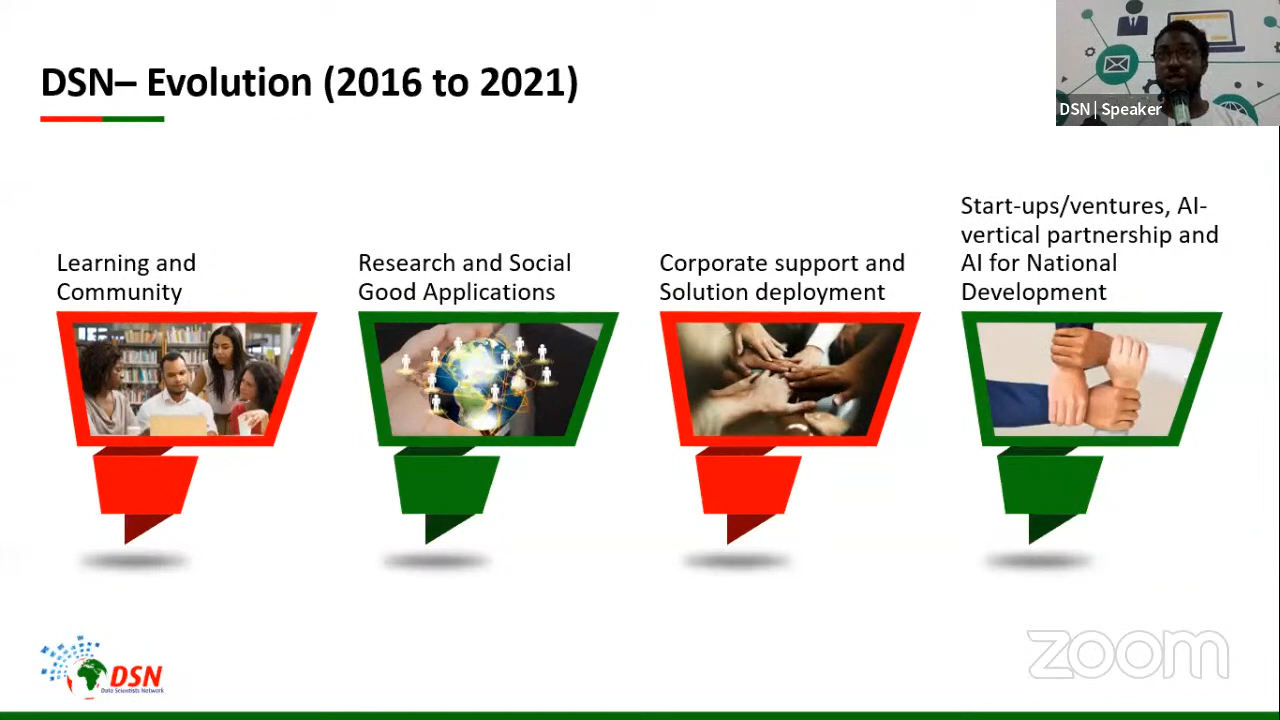 DSN– Evolution (2016 to 2021)
DSN | Speaker
Learning and
Community
Research and Social
Good Applications
Corporate support and
Solution deployment
Start-ups/ventures, AI-
vertical partnership and
AI for National
Development
DSN
Data Scientists Network
zoom